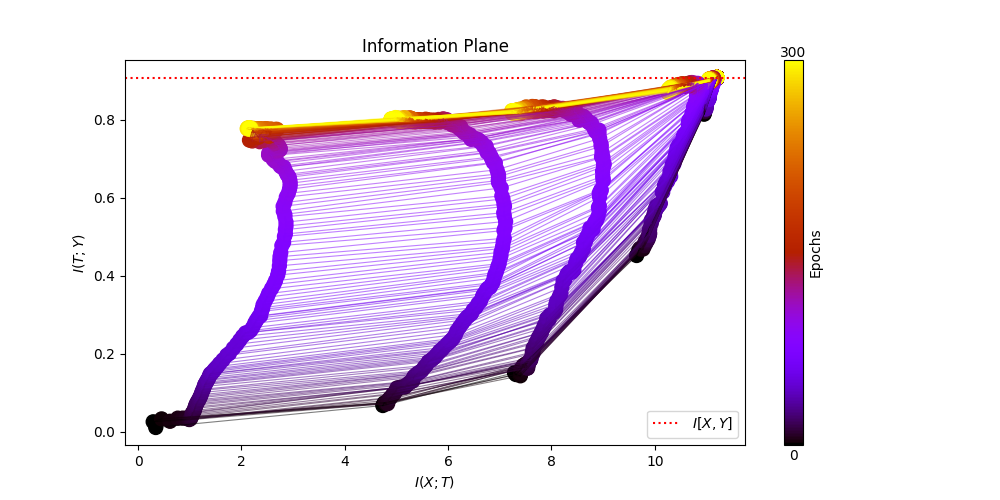 Information Plane
300
0.8
0.6
0.4
0.2
0.0
I(T; Y)
Epochs
I[X, Y]
0
0 2 4 6 8 10
I(X; T)